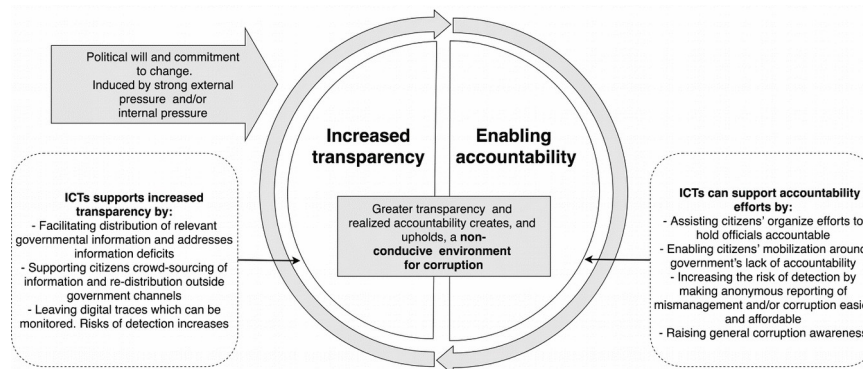 Political will and commitment
to change.
Induced by strong external
pressure and/or
internal pressure
Increased
transparency
Enabling
accountability
Greater transparency and
realized accountability creates, and
upholds, a non-
conducive environment
for corruption
ICTs supports increased
transparency by:
- Facilitating distribution of relevant
governmental information and addresses
information deficits
- Supporting citizens crowd-sourcing of
information and re-distribution outside
government channels
- Leaving digital traces which can be
monitored. Risks of detection increases
ICTs can support accountability
efforts by:
- Assisting citizens' organize efforts to
hold officials accountable
- Enabling citizens' mobilization around
government's lack of accountability
- Increasing the risk of detection by
making anonymous reporting of
mismanagement and/or corruption
and affordable
- Raising general corruption awareness